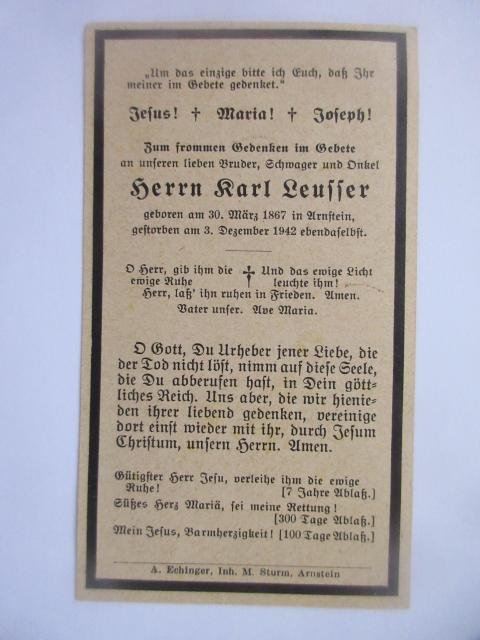 „Um das einzige bitte ich Euch, daß Ihr
meiner im Gebete gedenket."
Jesus! † Maria! † Joseph!
Zum frommen Gedenken im Gebete
an unseren lieben Bruder, Schwager und Onkel
Herrn Karl Leusser
geboren am 30. März 1867 in Arnstein,
gestorben am 3. Dezember 1942 ebendaselbst.
O Herr, gib ihm die † Und das ewige Licht
ewige Ruhe leuchte ihm!
Herr, laß' ihn ruhen in Frieden. Amen.
Vater unser. Ave Maria.
O Gott, Du Urheber jener Liebe, die
der Tod nicht löst, nimm auf diese Seele,
die Du abberufen hast, in Dein gött-
liches Reich. Uns aber, die wir hienie-
den ihrer liebend gedenken, vereinige
dort einst wieder mit ihr, durch Jesum
Christum, unsern Herrn. Amen.
Gütigster Herr Jesu, verleihe ihm die ewige
Ruhe! [7 Jahre Ablaß.]
Süßes Herz Mariä, sei meine Rettung!
[300 Tage Ablaß.]
Mein Jesus, Barmherzigkeit! [100 Tage Ablaß.]
A. Echinger, Inh. M. Sturm, Arnstein